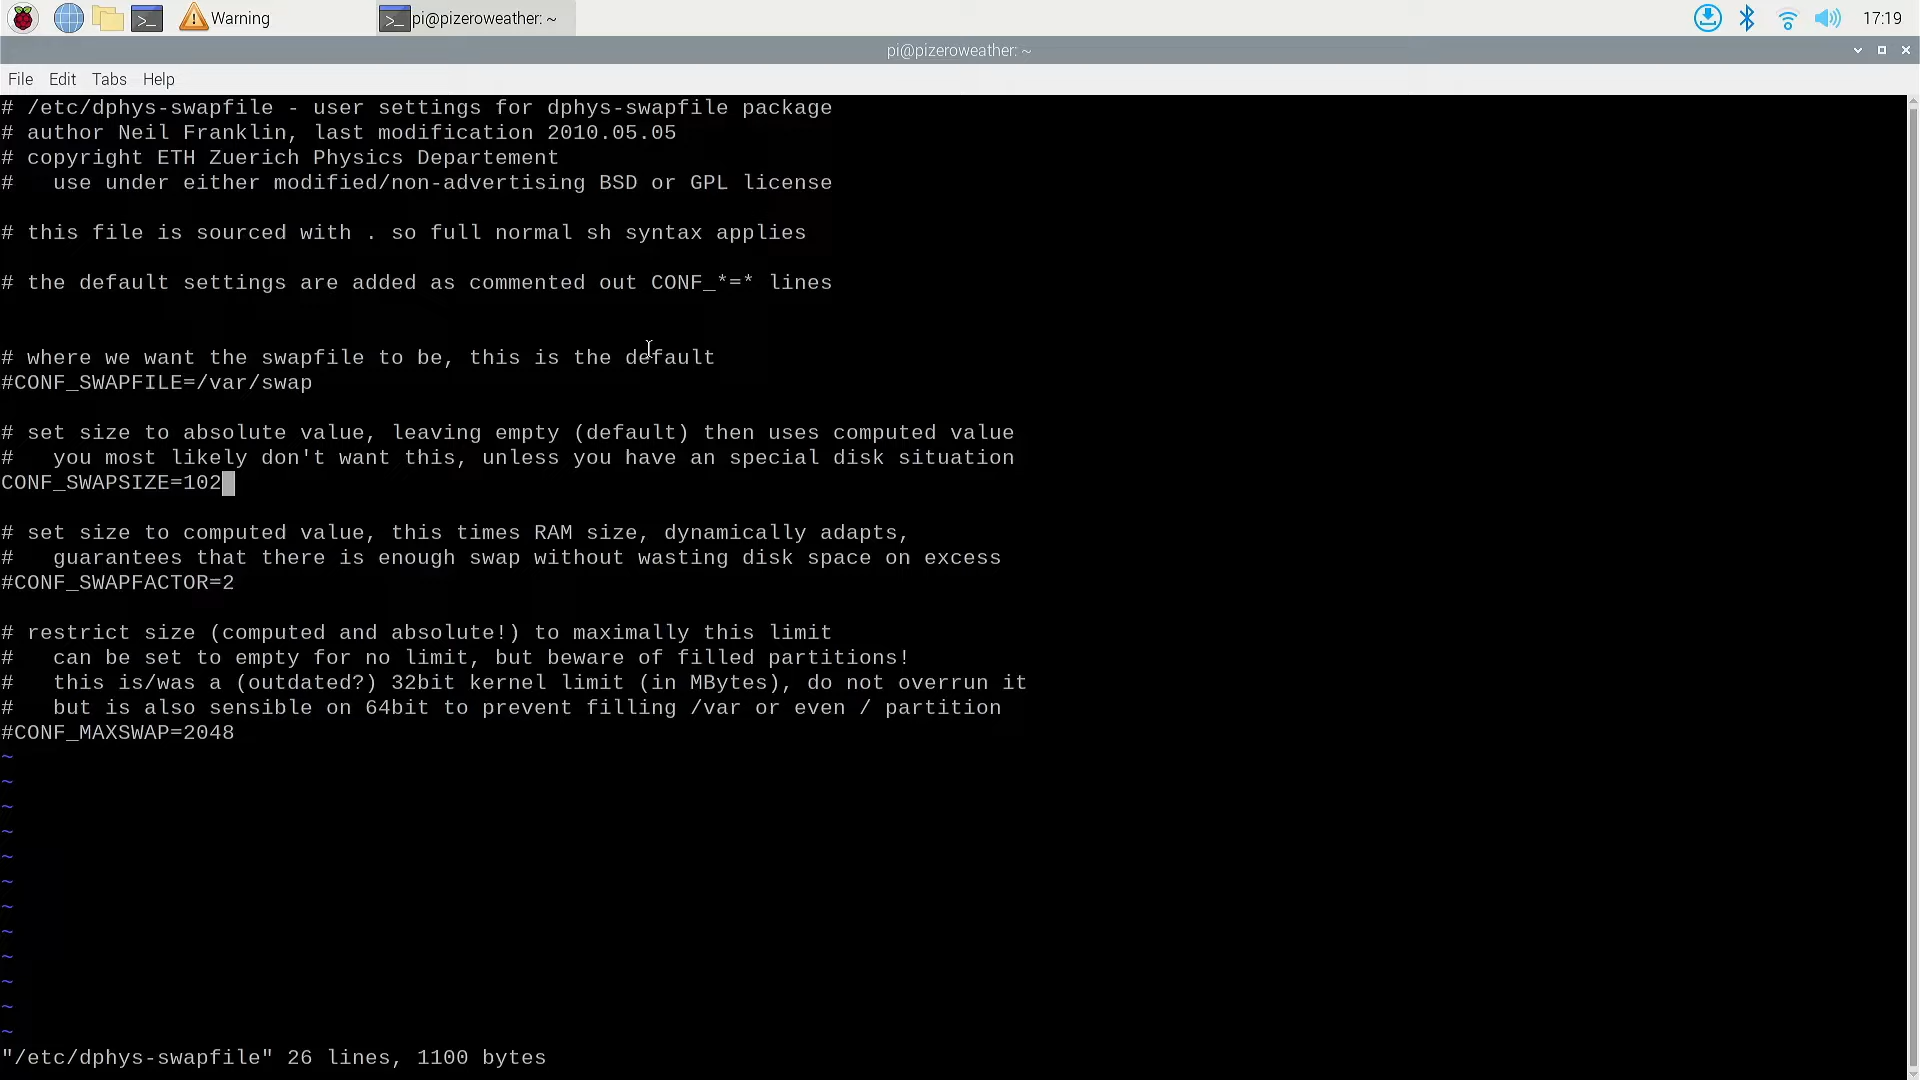 Warning
pi@pizeroweather: ~
17:19
pi@pizeroweather: ~
File Edit Tabs Help
# /etc/dphys-swapfile - user settings for dphys-swapfile package
# author Neil Franklin, last modification 2010.05.05
# copyright ETH Zuerich Physics Departement
#   use under either modified/non-advertising BSD or GPL license
# this file is sourced with . so full normal sh syntax applies
# the default settings are added as commented out CONF_*=* lines
# where we want the swapfile to be, this is the default
#CONF_SWAPFILE=/var/swap
# set size to absolute value, leaving empty (default) then uses computed value
#   you most likely don't want this, unless you have an special disk situation
CONF_SWAPSIZE=102
# set size to computed value, this times RAM size, dynamically adapts,
#   guarantees that there is enough swap without wasting disk space on excess
#CONF_SWAPFACTOR=2
# restrict size (computed and absolute!) to maximally this limit
#   can be set to empty for no limit, but beware of filled partitions!
#   this is/was a (outdated?) 32bit kernel limit (in MBytes), do not overrun it
#   but is also sensible on 64bit to prevent filling /var or even / partition
#CONF_MAXSWAP=2048
~
~
~
~
~
~
~
~
~
~
~
~
"/etc/dphys-swapfile" 26 lines, 1100 bytes